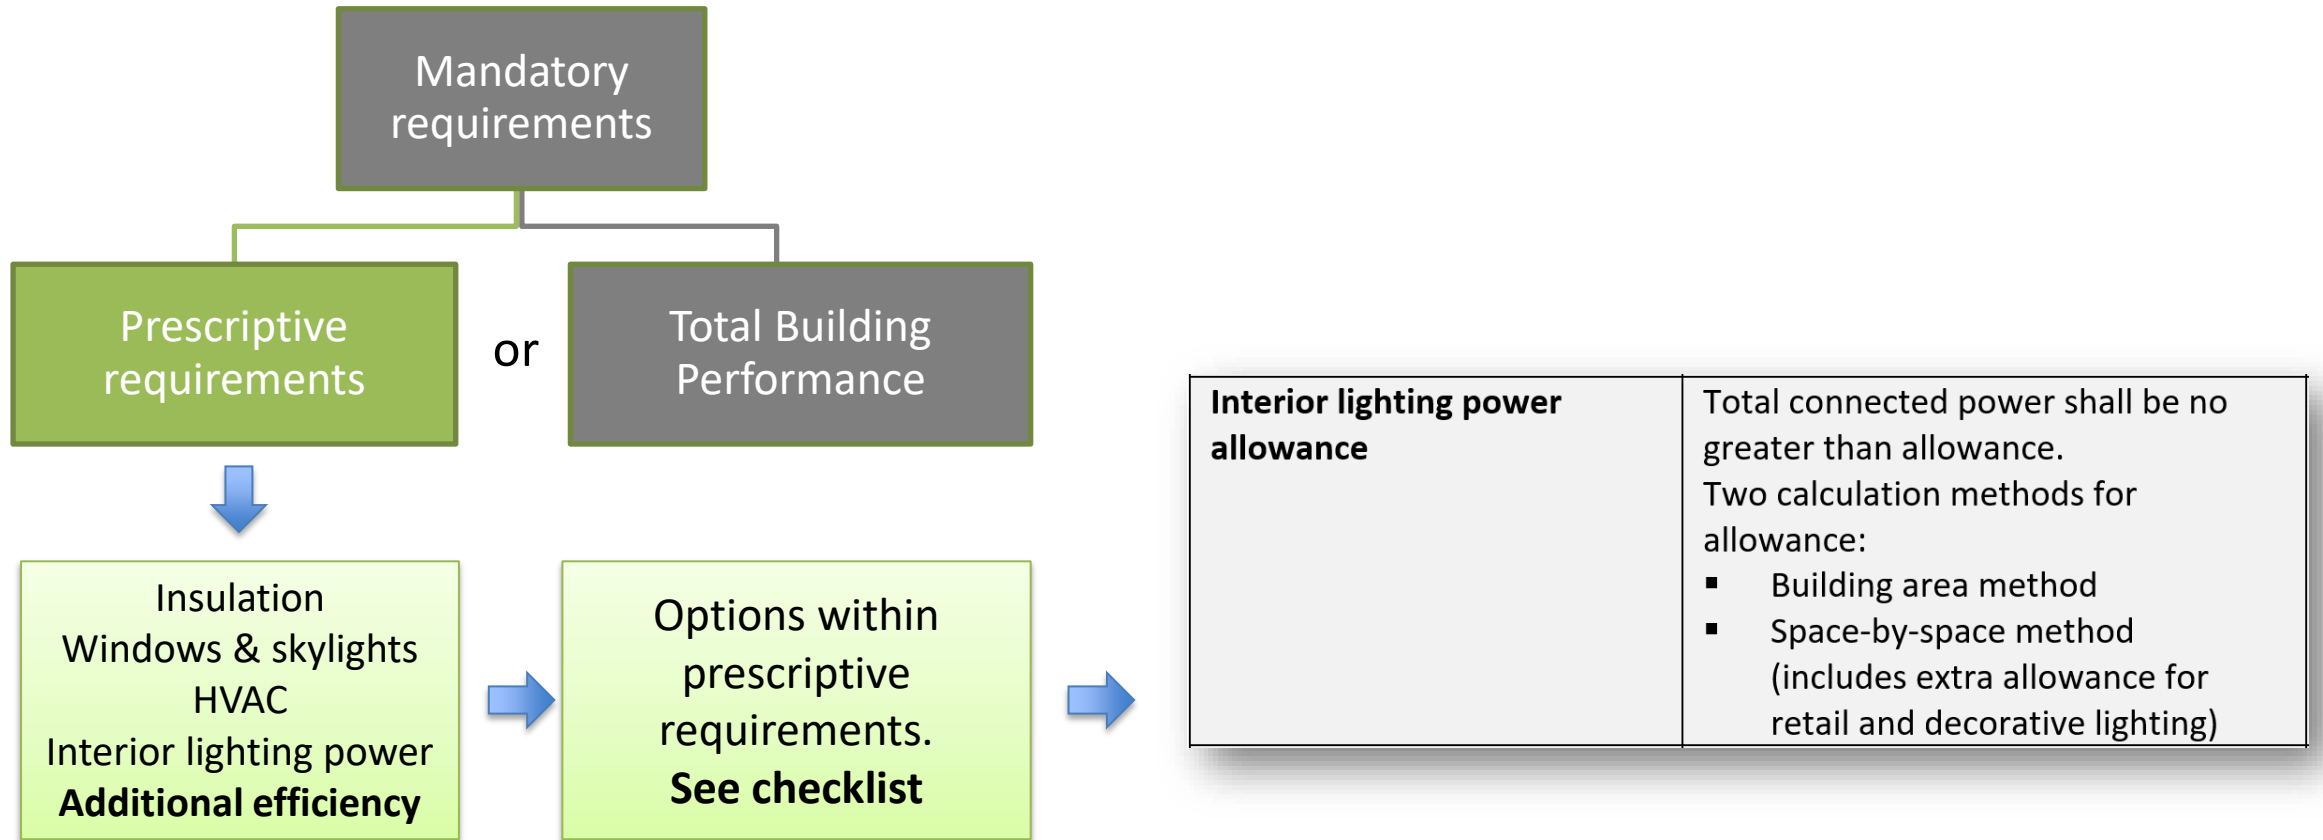 Mandatory
requirements
Prescriptive
requirements
or
Total Building
Performance
Insulation
Windows & skylights
HVAC
Interior lighting power
Additional efficiency
Options within
prescriptive
requirements.
See checklist
Interior lighting power
allowance
Total connected power shall be no
greater than allowance.
Two calculation methods for
allowance:
▪ Building area method
▪ Space-by-space method
(includes extra allowance for
retail and decorative lighting)